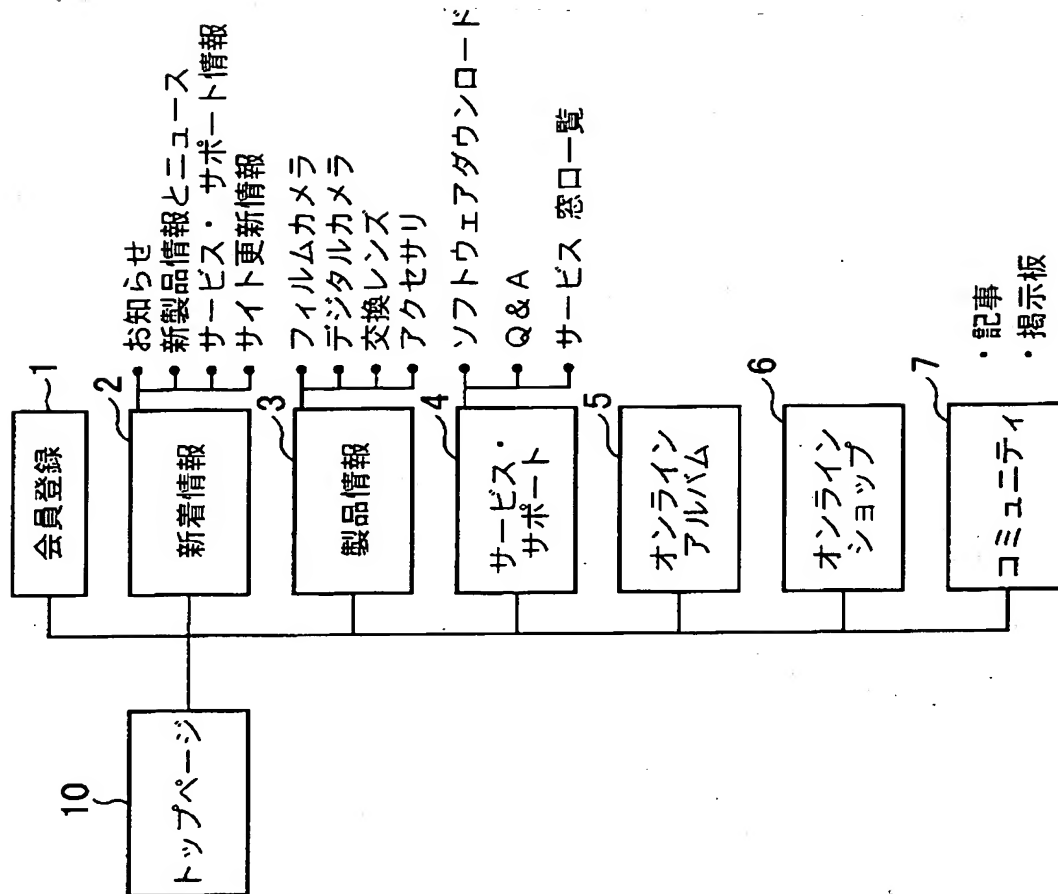 10
トップページ
1
会員登録
2
新着情報
お知らせ
新製品情報とニュース
サービス・サポート情報
サイト更新情報
3
製品情報
フィルムカメラ
デジタルカメラ
交換レンズ
アクセサリ
4
サービス・
サポート
ソフトウェアダウンロード
Q&A
サービス 窓口一覧
5
オンライン
アルバム
6
オンライン
ショップ
7
コミュニティ
・記事
・掲示板